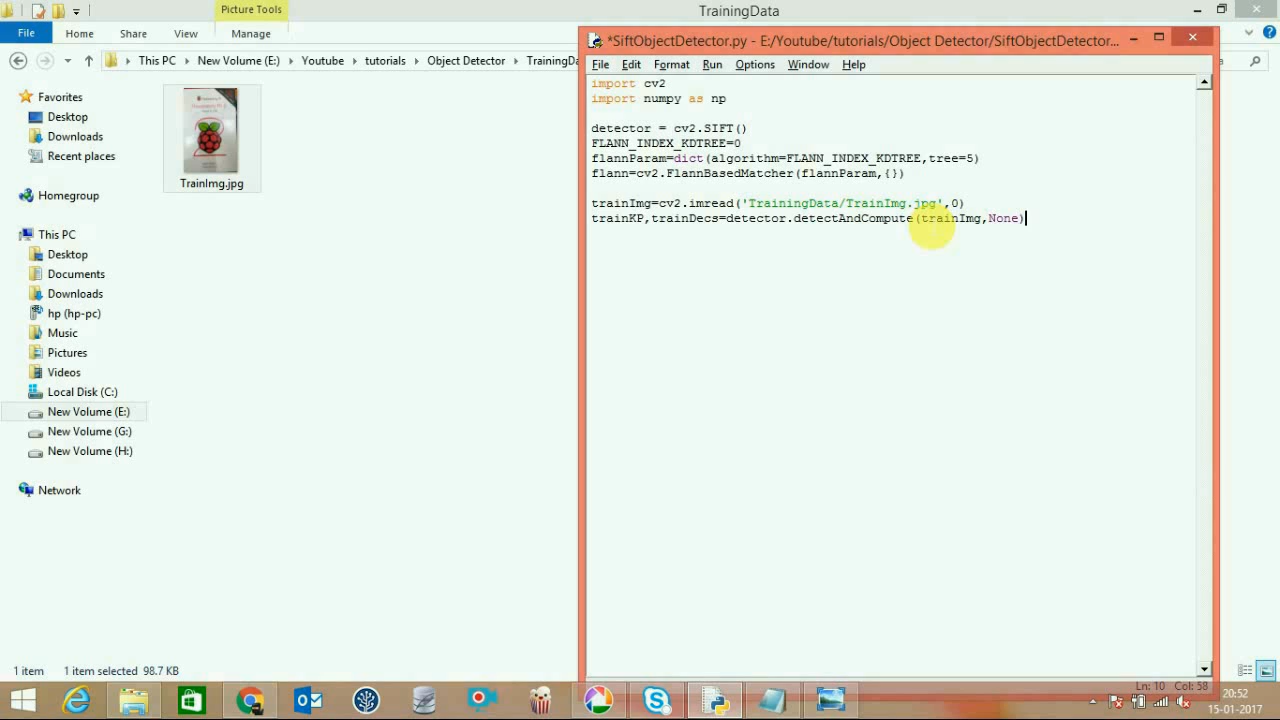 Picture Tools
TrainingData
File
Home
Share
View
Manage
This PC
New Volume (E:)
Youtube
tutorials
Object Detector
TrainingDa
Favorites
Desktop
Downloads
Recent places
Homegroup
This PC
Desktop
Documents
Downloads
hp (hp-pc)
Music
Pictures
Videos
Local Disk (C:)
New Volume (E:)
New Volume (G:)
New Volume (H:)
Network
TrainImg.jpg
1 item
1 item selected 98.7 KB
*SiftObjectDetector.py - E:/Youtube/tutorials/Object Detector/SiftObjectDetector...
File Edit Format Run Options Window Help
import cv2
import numpy as np
detector = cv2.SIFT()
FLANN_INDEX_KDTREE=0
flannParam=dict(algorithm=FLANN_INDEX_KDTREE,tree=5)
flann=cv2.FlannBasedMatcher(flannParam,{})
trainImg=cv2.imread('TrainingData/TrainImg.jpg',0)
trainKP,trainDecs=detector.detectAndCompute(trainImg,None)
Ln: 10 Col: 58
20:52
15-01-2017